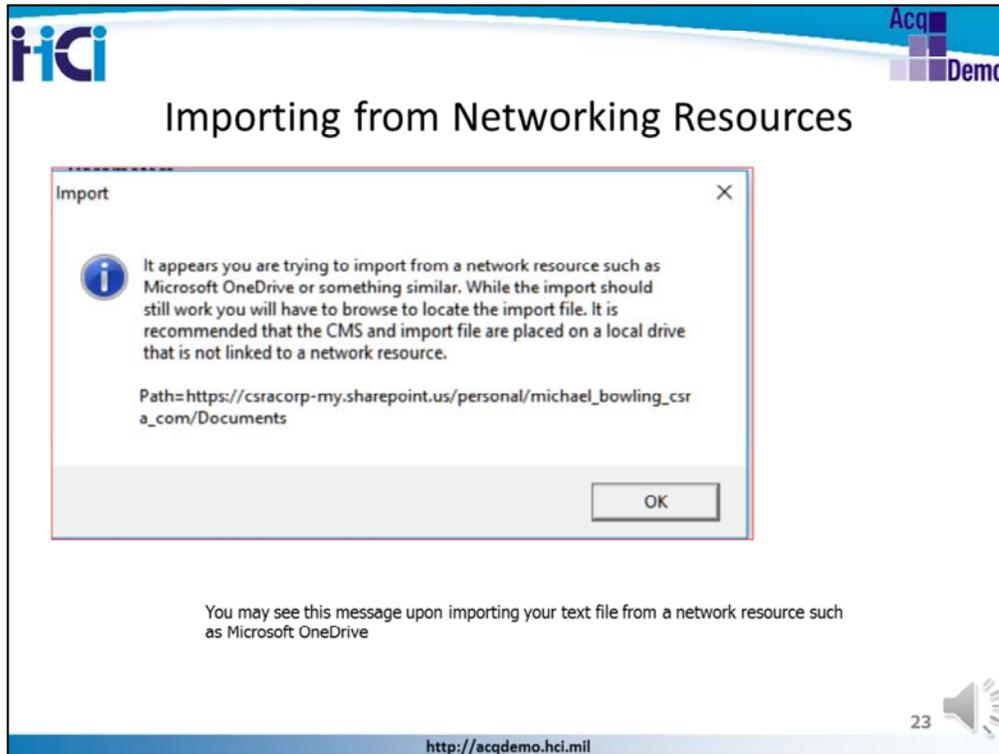 HCi
Acq
Demo
Importing from Networking Resources
Import
It appears you are trying to import from a network resource such as
Microsoft OneDrive or something similar. While the import should
still work you will have to browse to locate the import file. It is
recommended that the CMS and import file are placed on a local drive
that is not linked to a network resource.
Path=https://csracorp-my.sharepoint.us/personal/michael_bowling_csr
a_com/Documents
OK
You may see this message upon importing your text file from a network resource such
as Microsoft OneDrive
23
http://acqdemo.hci.mil